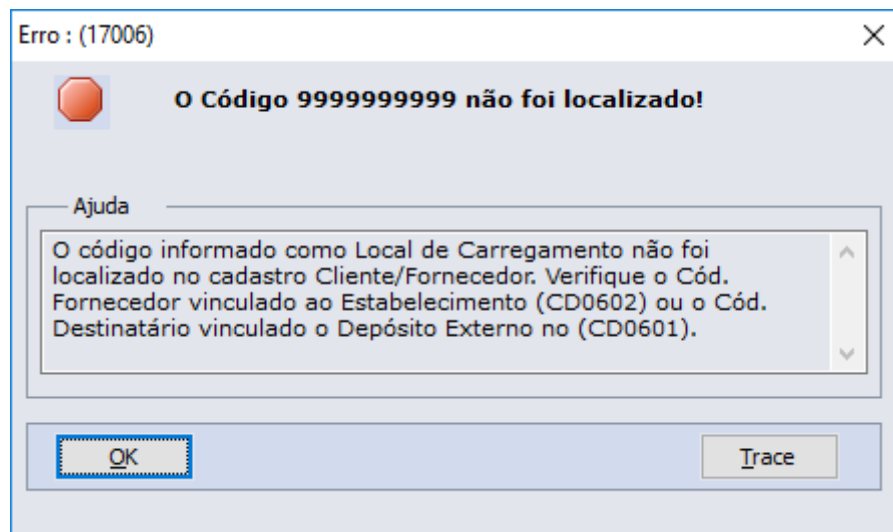 Erro : (17006)
O Código 9999999999 não foi localizado!
Ajuda
O código informado como Local de Carregamento não foi
localizado no cadastro Cliente/Fornecedor. Verifique o Cód.
Fornecedor vinculado ao Estabelecimento (CD0602) ou o Cód.
Destinatário vinculado o Depósito Externo no (CD0601).
OK
Trace